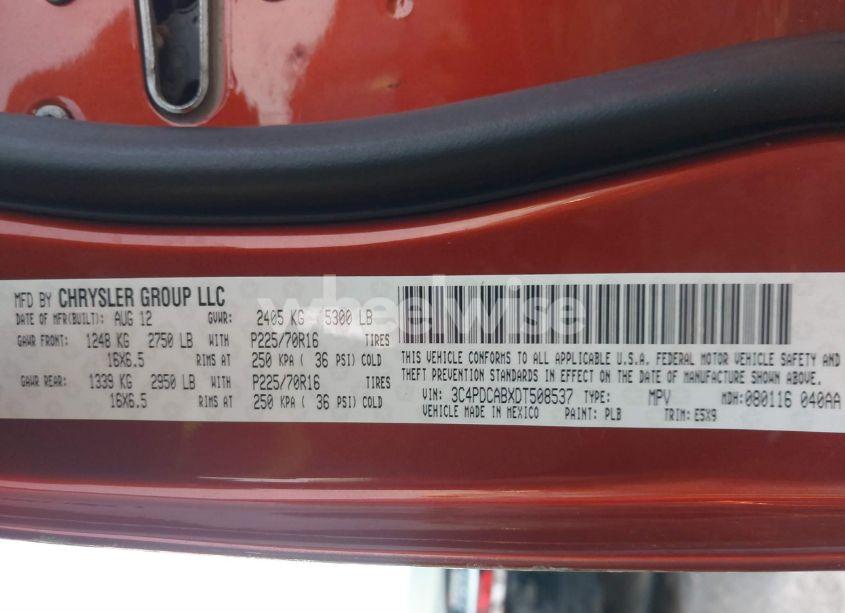 MFD BY CHRYSLER GROUP LLC
DATE OF MFR(BUILT): AUG 12 GVWR: 2405 KG 5300 LB
GAWR FRONT: 1248 KG 2750 LB WITH P225/70R16 TIRES
16X6.5 RIMS AT 250 KPA ( 36 PSI) COLD
GAWR REAR: 1339 KG 2950 LB WITH P225/70R16 TIRES
16X6.5 RIMS AT 250 KPA ( 36 PSI) COLD
THIS VEHICLE CONFORMS TO ALL APPLICABLE U.S.A. FEDERAL MOTOR VEHICLE SAFETY AND
THEFT PREVENTION STANDARDS IN EFFECT ON THE DATE OF MANUFACTURE SHOWN ABOVE.
VIN: 3C4PDCABXDT508537 TYPE: MPV MDH: 080116 040AA
VEHICLE MADE IN MEXICO PAINT: PLB TRIM: E5X9
wheelwise